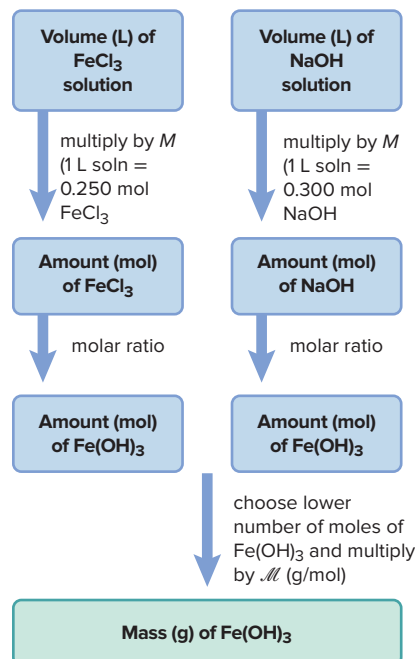 Volume (L) of
FeCl₃
solution
Volume (L) of
NaOH
solution
multiply by M
(1 L soln =
0.250 mol
FeCl₃
multiply by M
(1 L soln =
0.300 mol
NaOH
Amount (mol)
of FeCl₃
Amount (mol)
of NaOH
molar ratio
molar ratio
Amount (mol)
of Fe(OH)₃
Amount (mol)
of Fe(OH)₃
choose lower
number of moles of
Fe(OH)₃ and multiply
by ℳ (g/mol)
Mass (g) of Fe(OH)₃